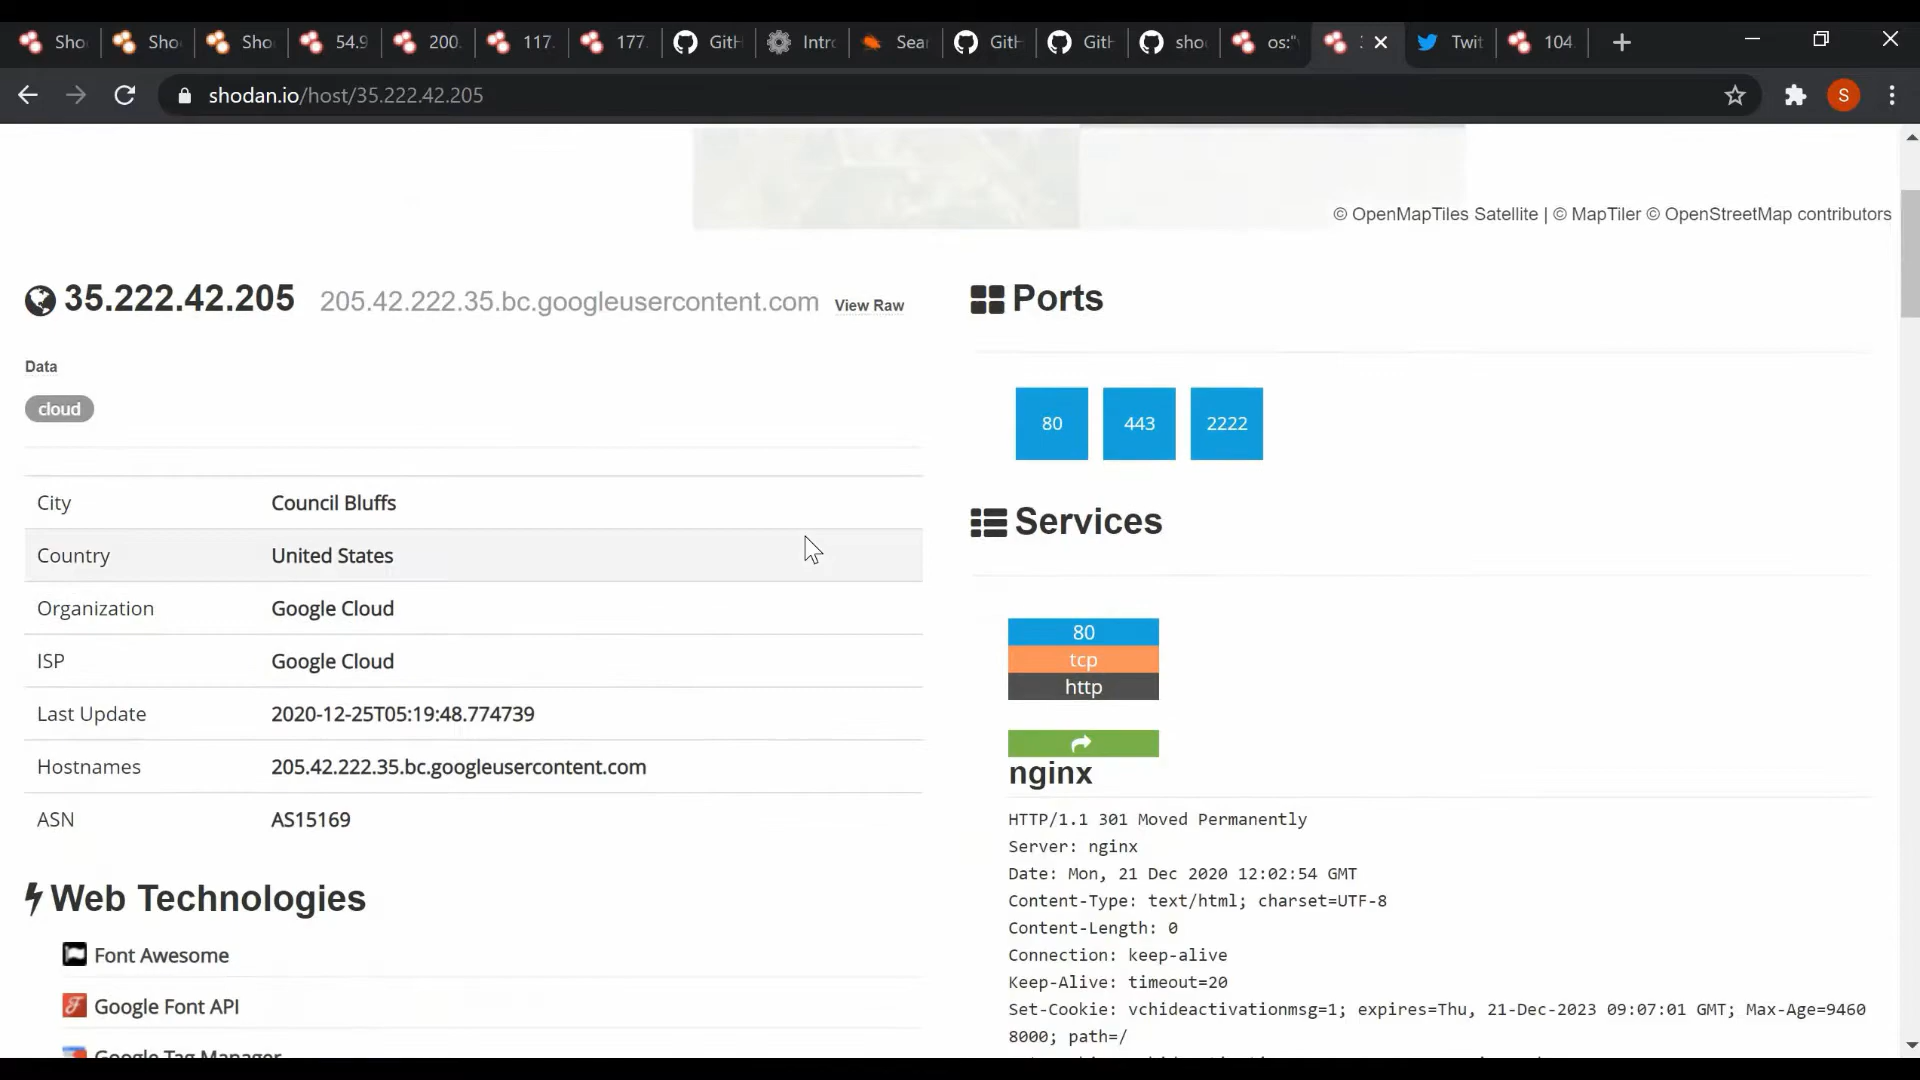 Sho
Sho
Sho
54.9
200.
117.
177.
GitH
Intro
Sear
GitH
GitH
sho
os:"
Twit
104
shodan.io/host/35.222.42.205
S
© OpenMapTiles Satellite | © MapTiler © OpenStreetMap contributors
35.222.42.205 205.42.222.35.bc.googleusercontent.com View Raw
Data
cloud
City Council Bluffs
Country United States
Organization Google Cloud
ISP Google Cloud
Last Update 2020-12-25T05:19:48.774739
Hostnames 205.42.222.35.bc.googleusercontent.com
ASN AS15169
Web Technologies
Font Awesome
Google Font API
Google Tag Manager
Ports
80 443 2222
Services
80
tcp
http
nginx
HTTP/1.1 301 Moved Permanently
Server: nginx
Date: Mon, 21 Dec 2020 12:02:54 GMT
Content-Type: text/html; charset=UTF-8
Content-Length: 0
Connection: keep-alive
Keep-Alive: timeout=20
Set-Cookie: vchideactivationmsg=1; expires=Thu, 21-Dec-2023 09:07:01 GMT; Max-Age=9460
8000; path=/